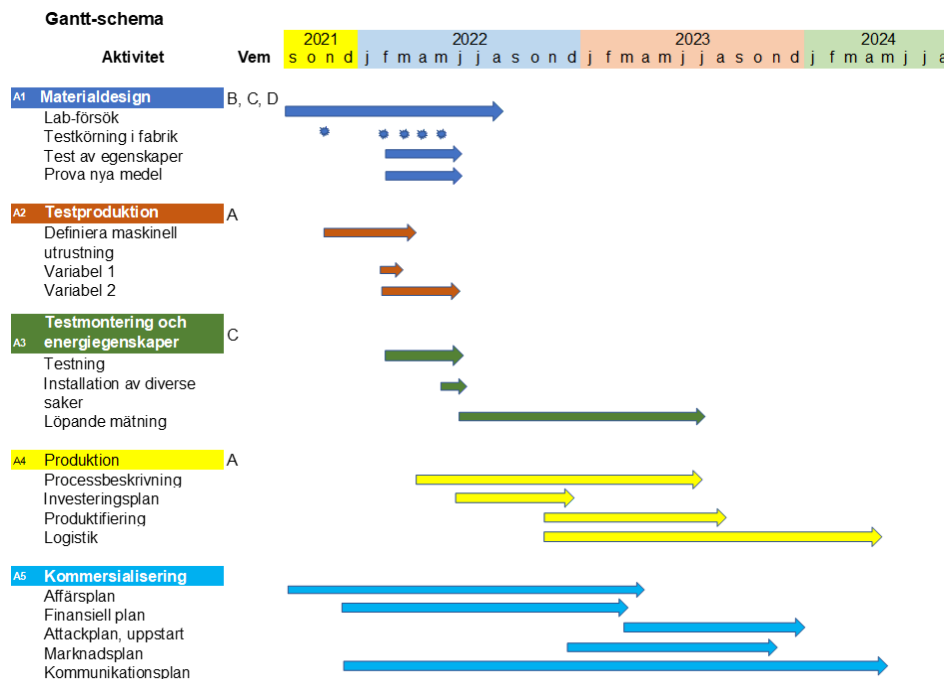 Gantt-schema
2021 2022 2023 2024
Aktivitet Vem s o n d j f m a m j j a s o n d j f m a m j j a s o n d j f m a m j j a
A1 Materialdesign B, C, D
Lab-försök
Testkörning i fabrik
Test av egenskaper
Prova nya medel
A2 Testproduktion A
Definiera maskinell
utrustning
Variabel 1
Variabel 2
Testmontering och
A3 energiegenskaper C
Testning
Installation av diverse
saker
Löpande mätning
A4 Produktion A
Processbeskrivning
Investeringsplan
Produktifiering
Logistik
A5 Kommersialisering
Affärsplan
Finansiell plan
Attackplan, uppstart
Marknadsplan
Kommunikationsplan